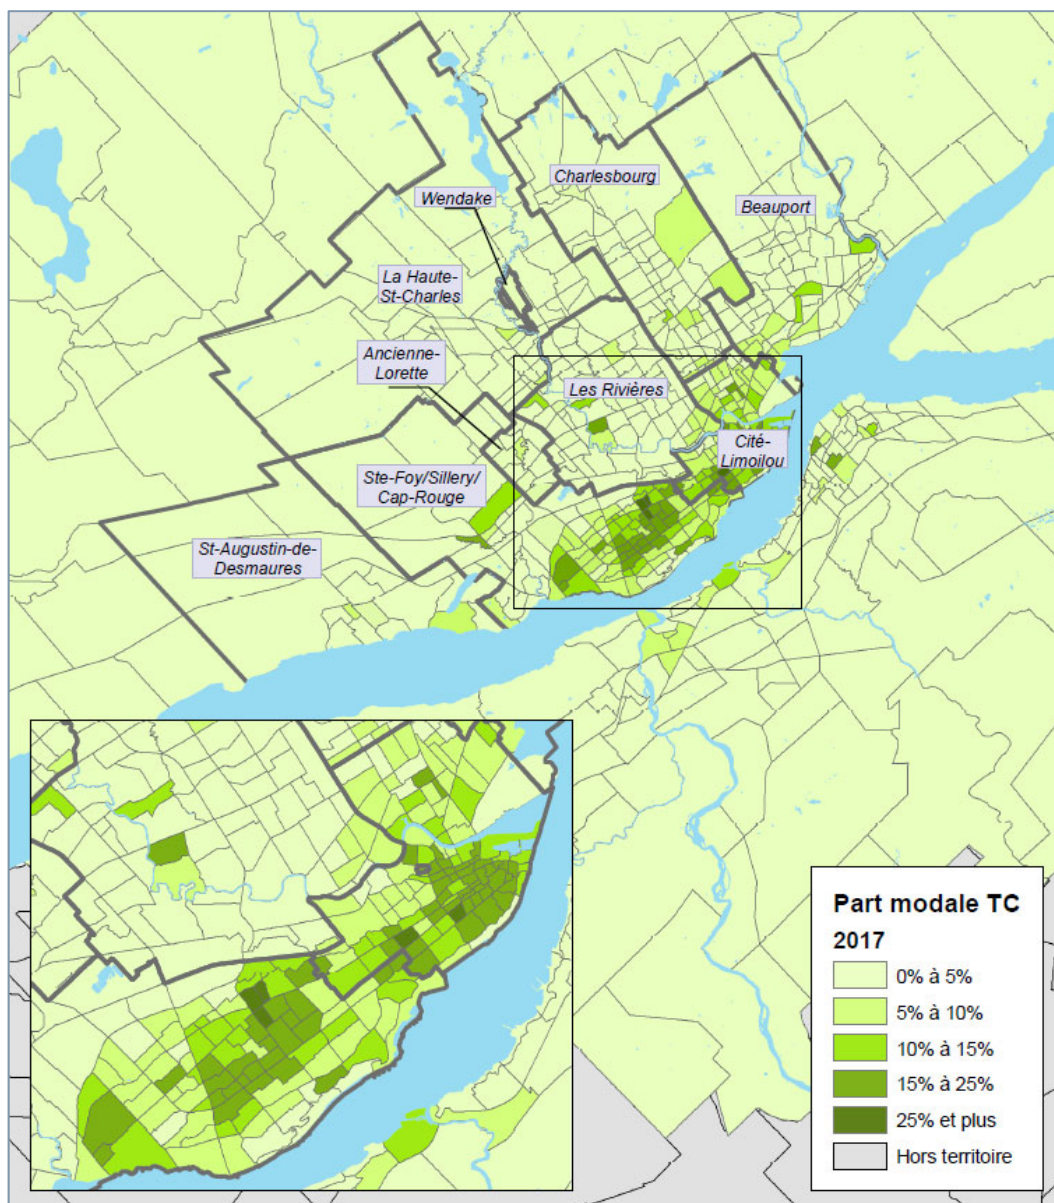 Charlesbourg
Wendake
Beauport
La Haute-
St-Charles
Ancienne-
Lorette
Les Rivières
Cité-
Limoilou
Ste-Foy/Sillery/
Cap-Rouge
St-Augustin-de-
Desmaures
Part modale TC
2017
0% à 5%
5% à 10%
10% à 15%
15% à 25%
25% et plus
Hors territoire